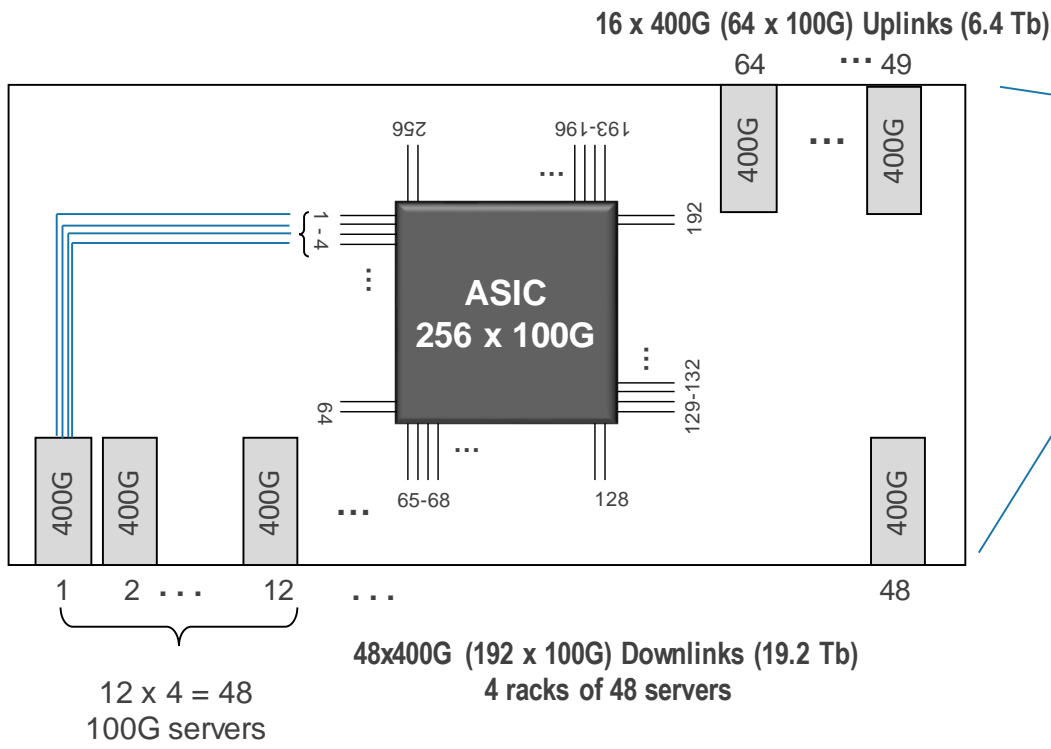 16 x 400G (64 x 100G) Uplinks (6.4 Tb)
64 ... 49
400G ... 400G
256 ... 193-196
1 - 4
192
...
ASIC
256 x 100G
...
129-132
64
65-68 ... 128
400G 400G 400G ... 400G
1 2 ... 12 ... 48
48x400G (192 x 100G) Downlinks (19.2 Tb)
4 racks of 48 servers
12 x 4 = 48
100G servers